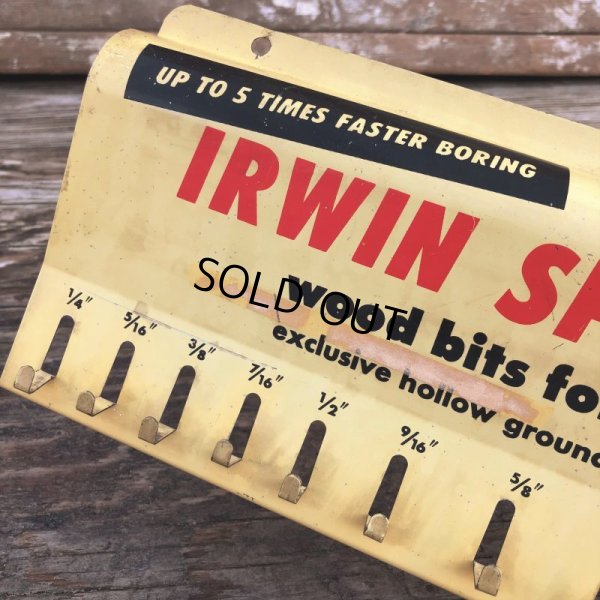 UP TO 5 TIMES FASTER BORING
IRWIN SP
SOLD OUT
wood bits for
exclusive hollow ground
1/4" 5/16" 3/8" 7/16" 1/2" 9/16" 5/8"